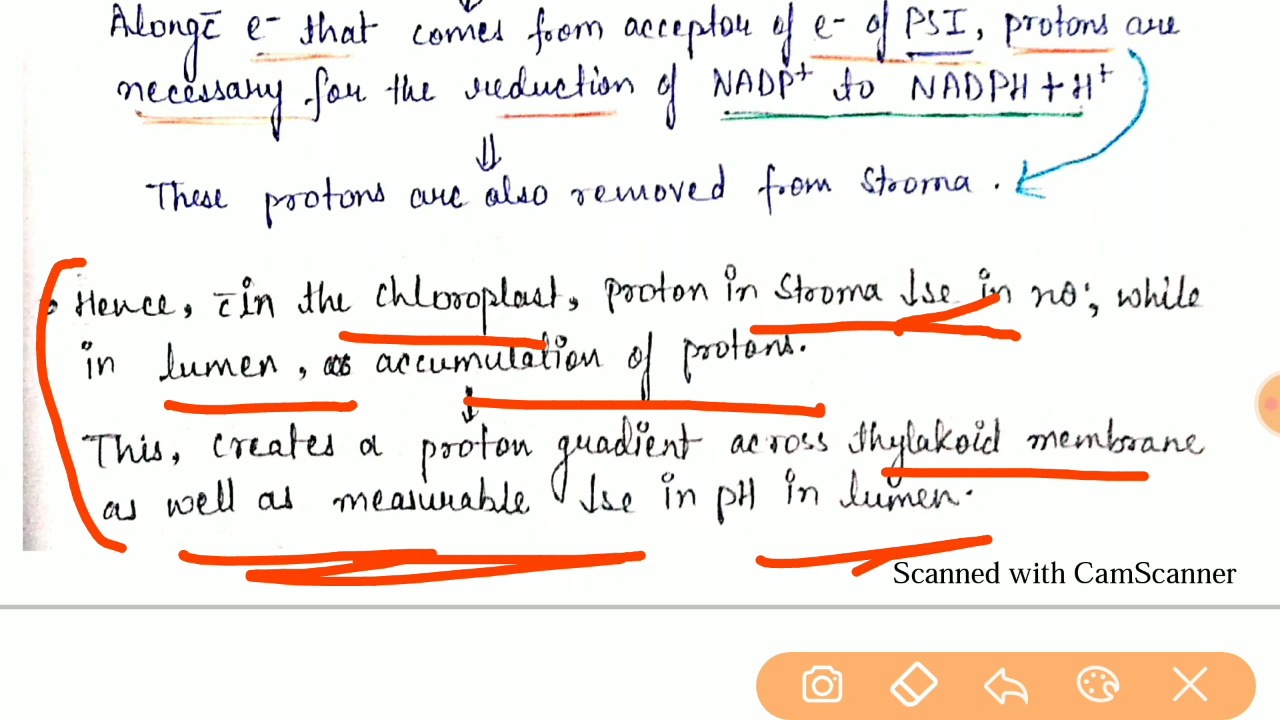 Alongc̄ e- that comes from acceptor of e- of PSI, protons are
necessary for the reduction of NADP+ to NADPH + H+
⇓
These protons are also removed from stroma.
Hence, c̄in the chloroplast, proton in stroma ↓se in no:, while
in lumen, accumulation of protons.
↓
This, creates a proton gradient across thylakoid membrane
as well as measurable ↓se in pH in lumen.
Scanned with CamScanner